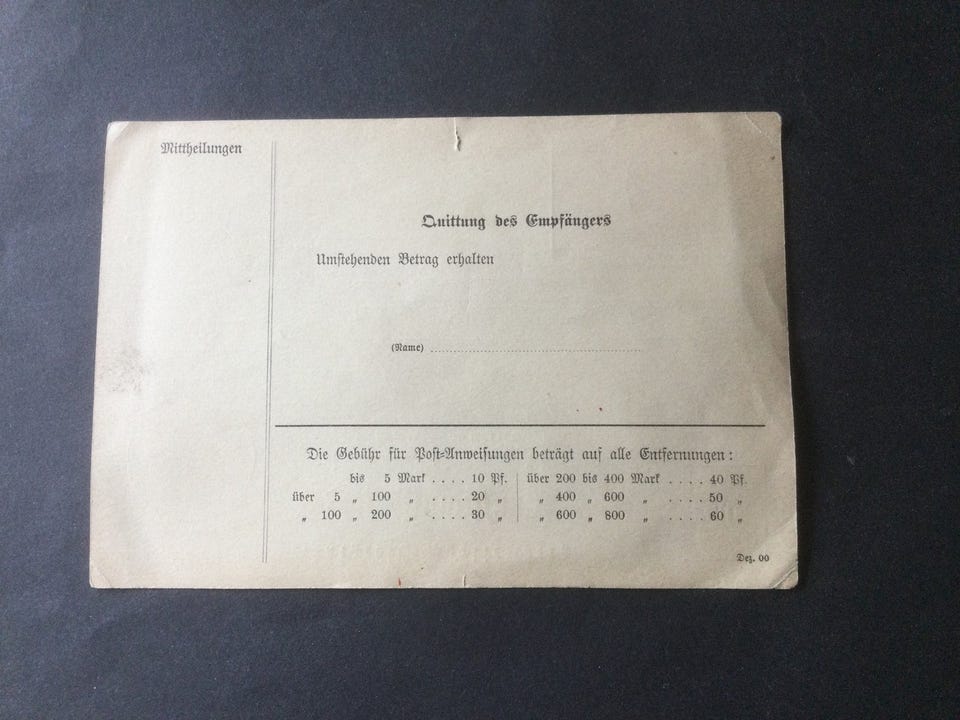 Mittheilungen
Quittung des Empfängers
Umstehenden Betrag erhalten
(Name) ........................................
Die Gebühr für Post-Anweisungen beträgt auf alle Entfernungen:
bis 5 Mark .... 10 Pf. über 200 bis 400 Mark .... 40 Pf.
über 5 „ 100 „ .... 20 „ „ 400 „ 600 „ .... 50 „
„ 100 „ 200 „ .... 30 „ „ 600 „ 800 „ .... 60 „
Dez. 00